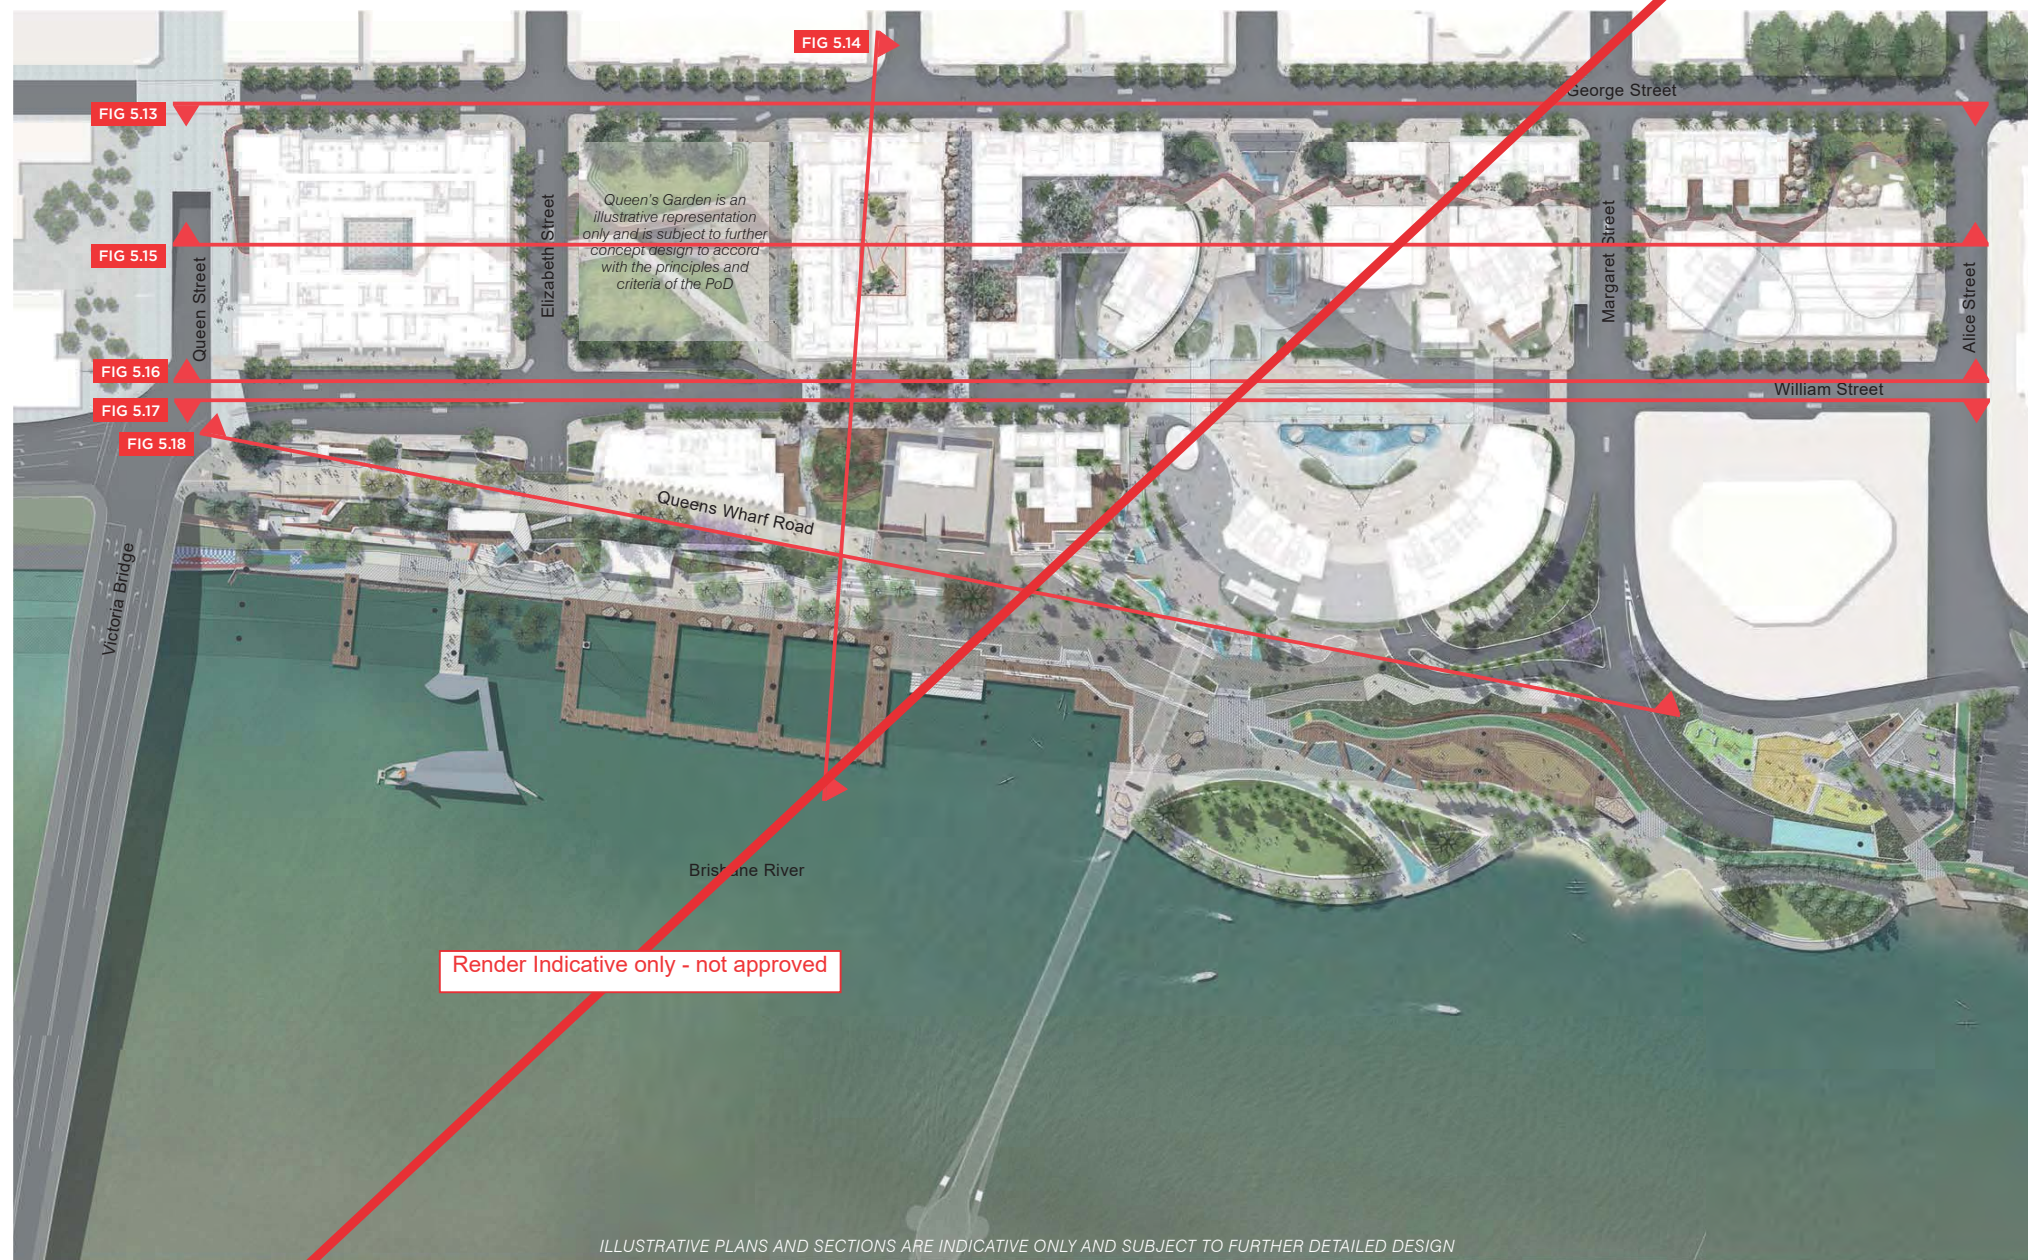 FIG 5.14
George Street
FIG 5.13
Queen's Garden is an
illustrative representation
only and is subject to further
concept design to accord
with the principles and
criteria of the PoD
FIG 5.15
Queen Street
Elizabeth Street
Margaret Street
Alice Street
FIG 5.16
William Street
FIG 5.17
FIG 5.18
Queens Wharf Road
Victoria Bridge
Brisbane River
Render Indicative only - not approved
ILLUSTRATIVE PLANS AND SECTIONS ARE INDICATIVE ONLY AND SUBJECT TO FURTHER DETAILED DESIGN